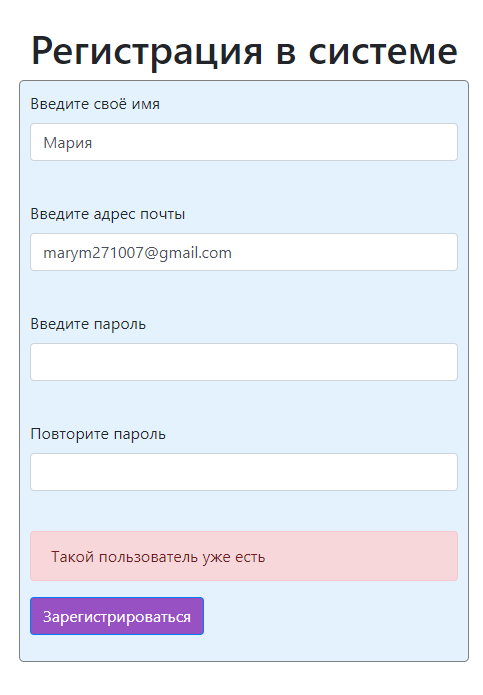 Регистрация в системе
Введите своё имя
Мария
Введите адрес почты
marym271007@gmail.com
Введите пароль
Повторите пароль
Такой пользователь уже есть
Зарегистрироваться